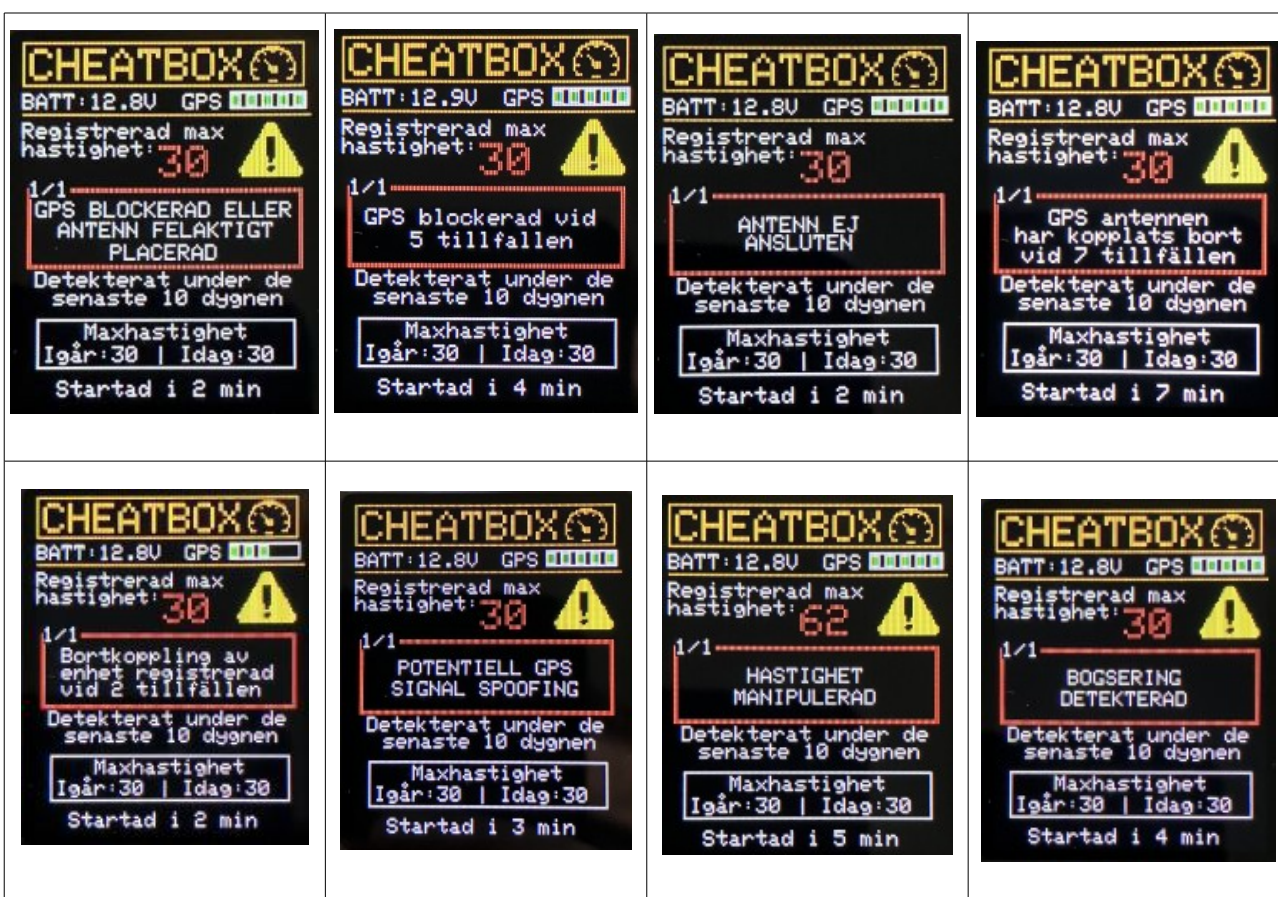 CHEATBOX
BATT:12.8V GPS
Registrerad max
hastighet:30
1/1
GPS BLOCKERAD ELLER
ANTENN FELAKTIGT
PLACERAD
Detekterat under de
senaste 10 dygnen
Maxhastighet
Igår:30 | Idag:30
Startad i 2 min
CHEATBOX
BATT:12.9V GPS
Registrerad max
hastighet:30
1/1
GPS blockerad vid
5 tillfallen
Detekterat under de
senaste 10 dygnen
Maxhastighet
Igår:30 | Idag:30
Startad i 4 min
CHEATBOX
BATT:12.8V GPS
Registrerad max
hastighet:30
1/1
ANTENN EJ
ANSLUTEN
Detekterat under de
senaste 10 dygnen
Maxhastighet
Igår:30 | Idag:30
Startad i 2 min
CHEATBOX
BATT:12.8V GPS
Registrerad max
hastighet:30
1/1
GPS antennen
har kopplats bort
vid 7 tillfällen
Detekterat under de
senaste 10 dygnen
Maxhastighet
Igår:30 | Idag:30
Startad i 7 min
CHEATBOX
BATT:12.8V GPS
Registrerad max
hastighet:30
1/1
Bortkoppling av
enhet registrerad
vid 2 tillfällen
Detekterat under de
senaste 10 dygnen
Maxhastighet
Igår:30 | Idag:30
Startad i 2 min
CHEATBOX
BATT:12.8V GPS
Registrerad max
hastighet:30
1/1
POTENTIELL GPS
SIGNAL SPOOFING
Detekterat under de
senaste 10 dygnen
Maxhastighet
Igår:30 | Idag:30
Startad i 3 min
CHEATBOX
BATT:12.8V GPS
Registrerad max
hastighet:62
1/1
HASTIGHET
MANIPULERAD
Detekterat under de
senaste 10 dygnen
Maxhastighet
Igår:30 | Idag:30
Startad i 5 min
CHEATBOX
BATT:12.8V GPS
Registrerad max
hastighet:30
1/1
BOGSERING
DETEKTERAD
Detekterat under de
senaste 10 dygnen
Maxhastighet
Igår:30 | Idag:30
Startad i 4 min